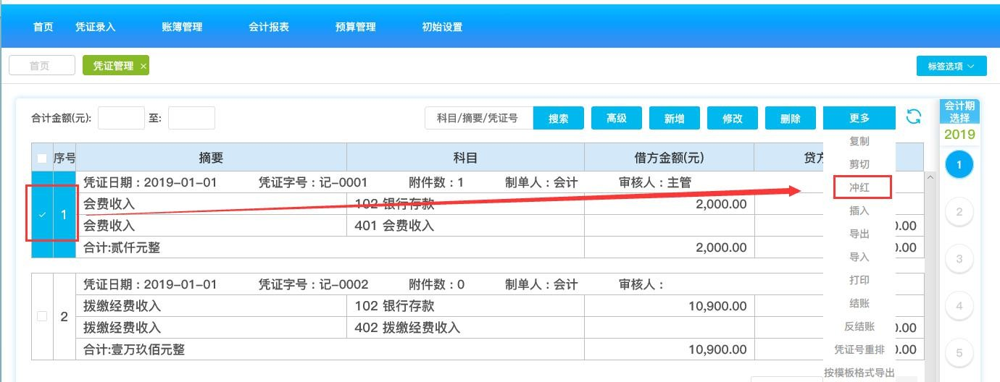 首页 凭证录入 账簿管理 会计报表 预算管理 初始设置
首页 凭证管理 × 标签选项
合计金额(元): 至: 科目/摘要/凭证号 搜索 高级 新增 修改 删除 更多
会计期
选择
2019
序号 摘要 科目 借方金额(元) 贷方
复制
剪切
冲红
插入
导出
导入
打印
结账
反结账
凭证号重排
按模板格式导出
1
凭证日期：2019-01-01 凭证字号：记-0001 附件数：1 制单人：会计 审核人：主管
会费收入 102 银行存款 2,000.00
会费收入 401 会费收入 0.00
合计:贰仟元整 2,000.00 0.00
2
凭证日期：2019-01-01 凭证字号：记-0002 附件数：0 制单人：会计 审核人：
拨缴经费收入 102 银行存款 10,900.00
拨缴经费收入 402 拨缴经费收入 0.00
合计:壹万玖佰元整 10,900.00 0.00
1
2
3
4
5